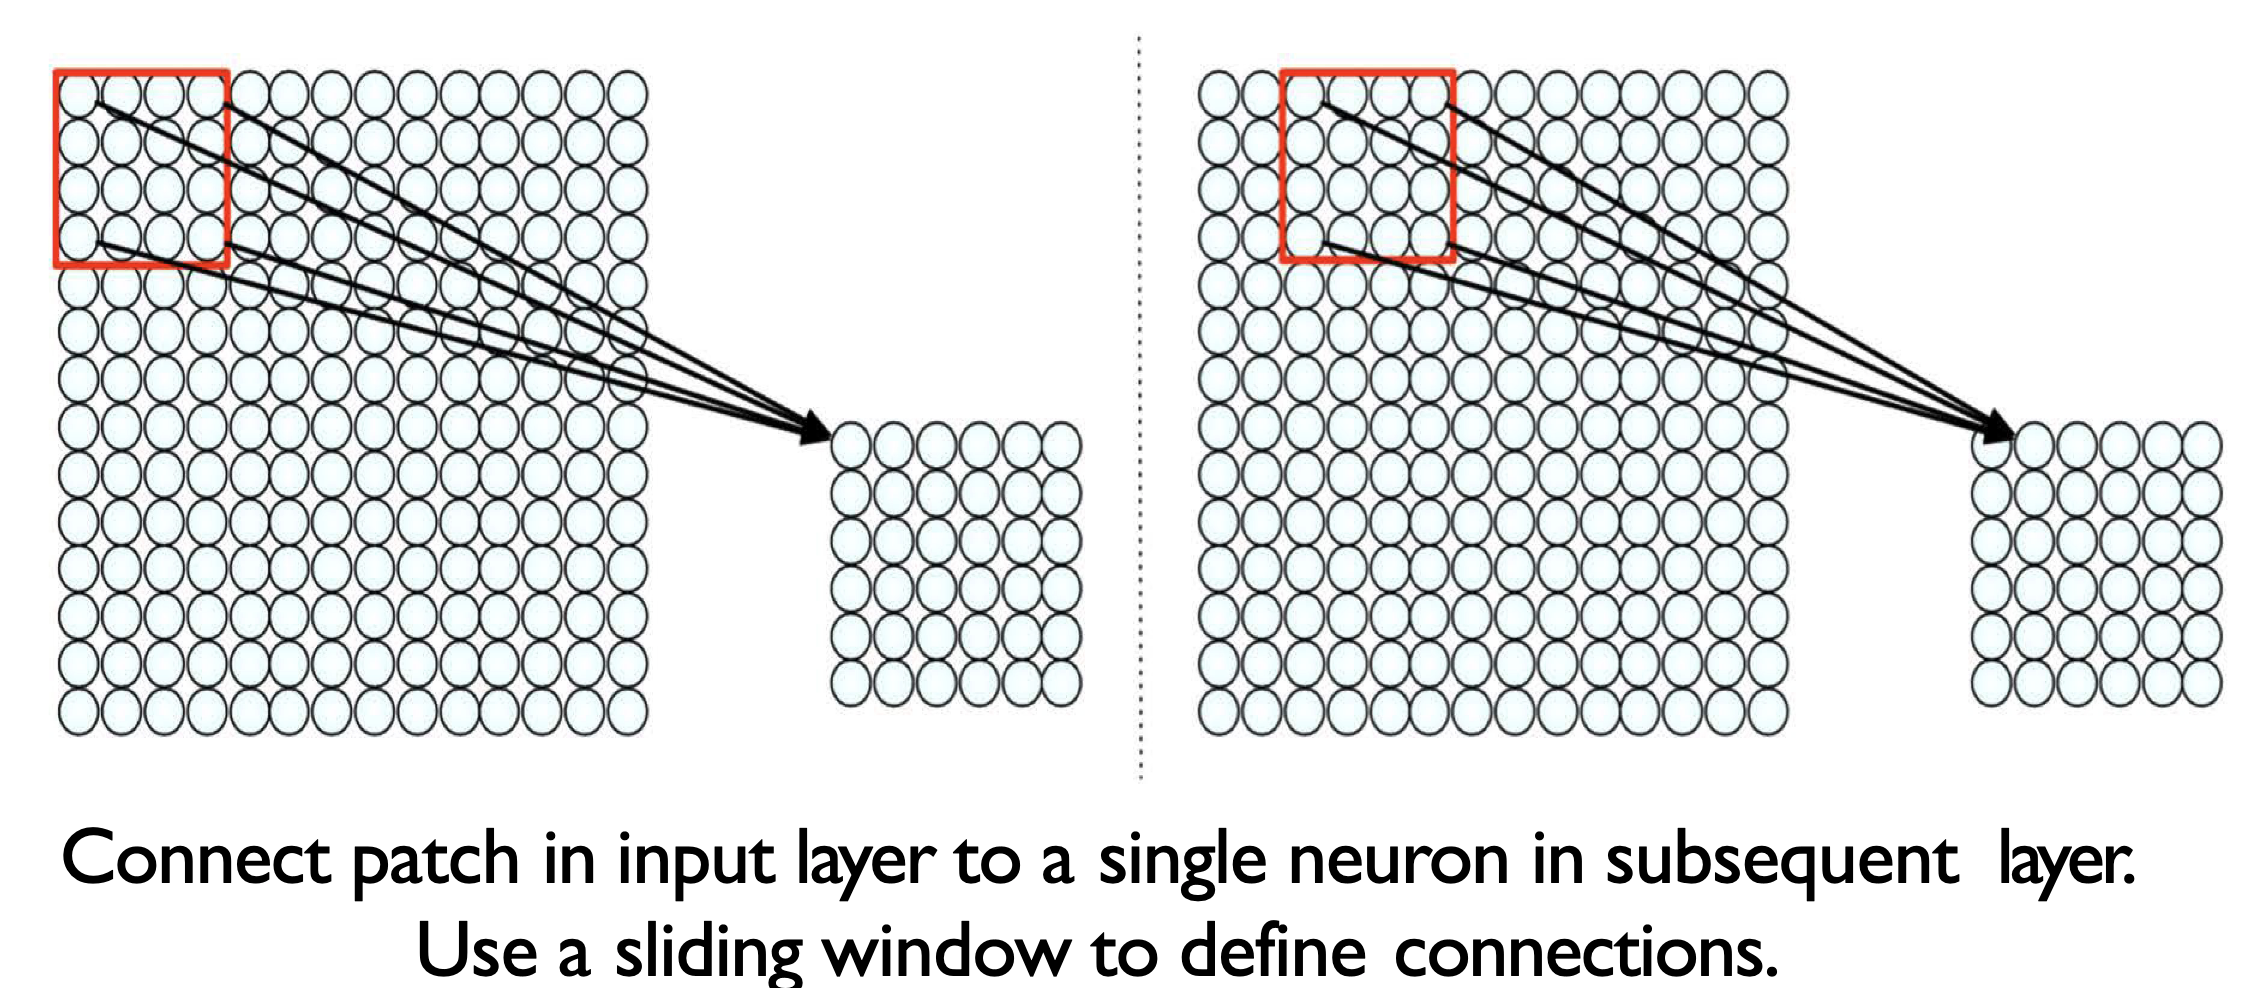 Connect patch in input layer to a single neuron in subsequent layer.
Use a sliding window to define connections.